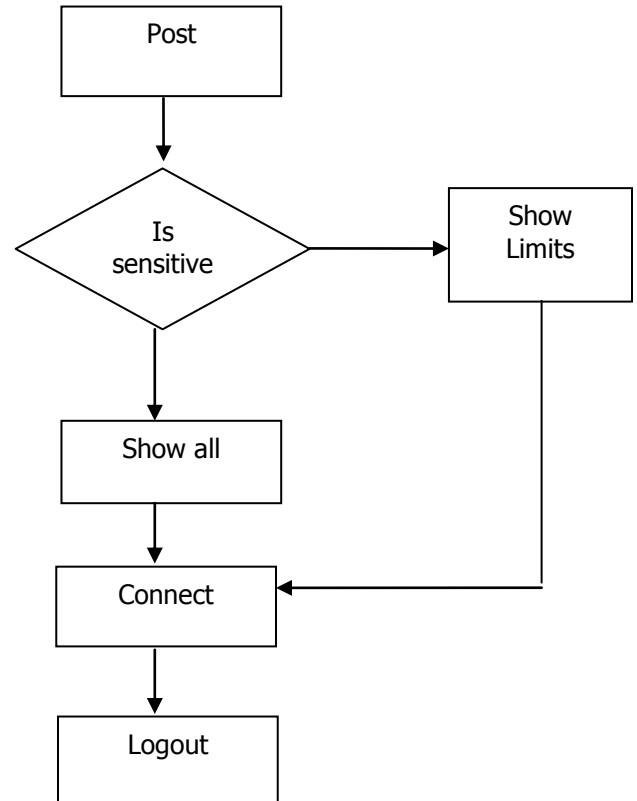 Post
Is
sensitive
Show
Limits
Show all
Connect
Logout